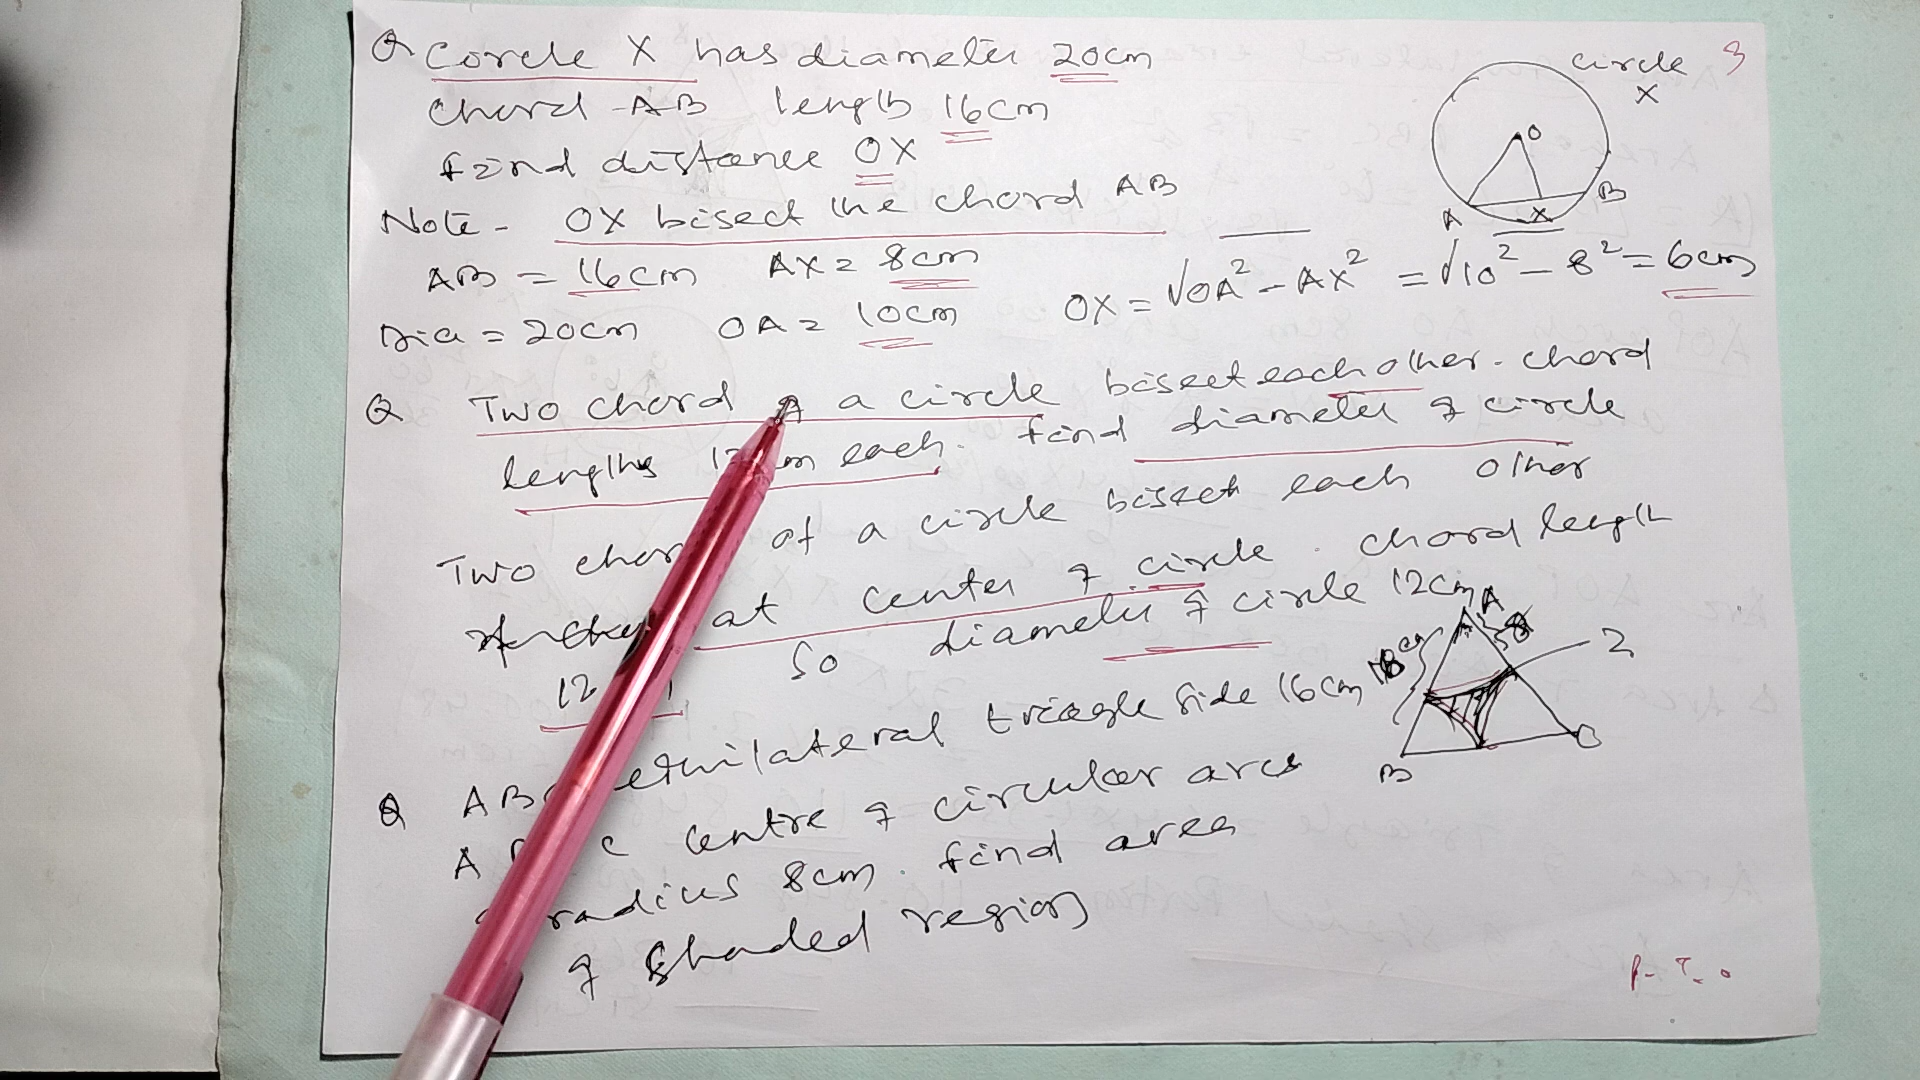 Q Corcle X has diameter 20cm
chord AB length 16cm
find distance OX
Note - OX bisect the chord AB
AB = 16cm AX = 8cm
Dia = 20cm OA = 10cm
OX = √OA² - AX² = √10² - 8² = 6cm
circle 3
X
O
A X B
Q Two chord of a circle bisect each other. chord
lengths cm each. find diameter of circle
Two of a circle bisect each other
at center of circle. chord length
12 So diameter of circle 12cm
Q equilateral triangle side 16cm
A C centre of circular arcs
radius 8cm. find area
of shaded region
A
8
2
B C
P.T.O